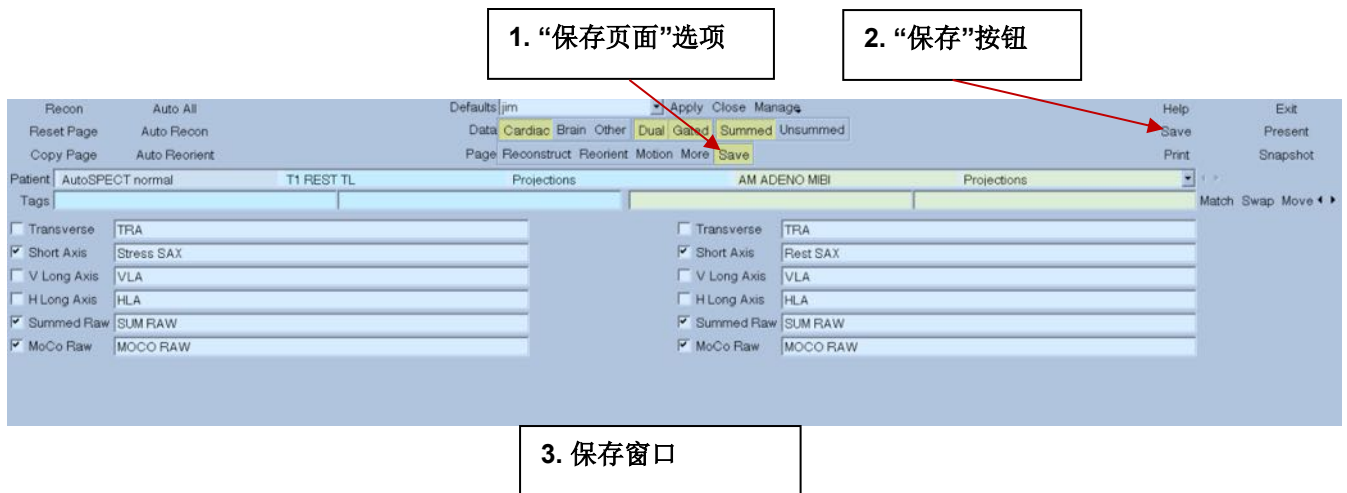 1. “保存页面”选项
2. “保存”按钮
Recon Auto All Defaults jim Apply Close Manage Help Exit
Reset Page Auto Recon Data Cardiac Brain Other Dual Gated Summed Unsummed Save Present
Copy Page Auto Reorient Page Reconstruct Reorient Motion More Save Print Snapshot
Patient AutoSPECT normal T1 REST TL Projections AM ADENO MIBI Projections
Tags Match Swap Move
Transverse TRA Transverse TRA
Short Axis Stress SAX Short Axis Rest SAX
V Long Axis VLA V Long Axis VLA
H Long Axis HLA H Long Axis HLA
Summed Raw SUM RAW Summed Raw SUM RAW
MoCo Raw MOCO RAW MoCo Raw MOCO RAW
3. 保存窗口